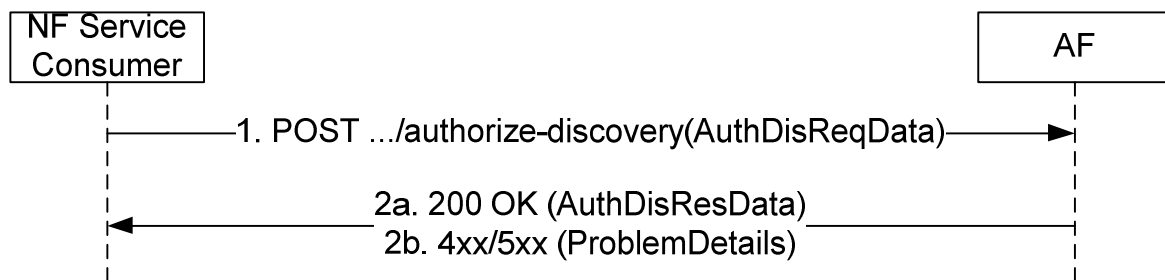 NF Service
Consumer
AF
1. POST .../authorize-discovery(AuthDisReqData)
2a. 200 OK (AuthDisResData)
2b. 4xx/5xx (ProblemDetails)